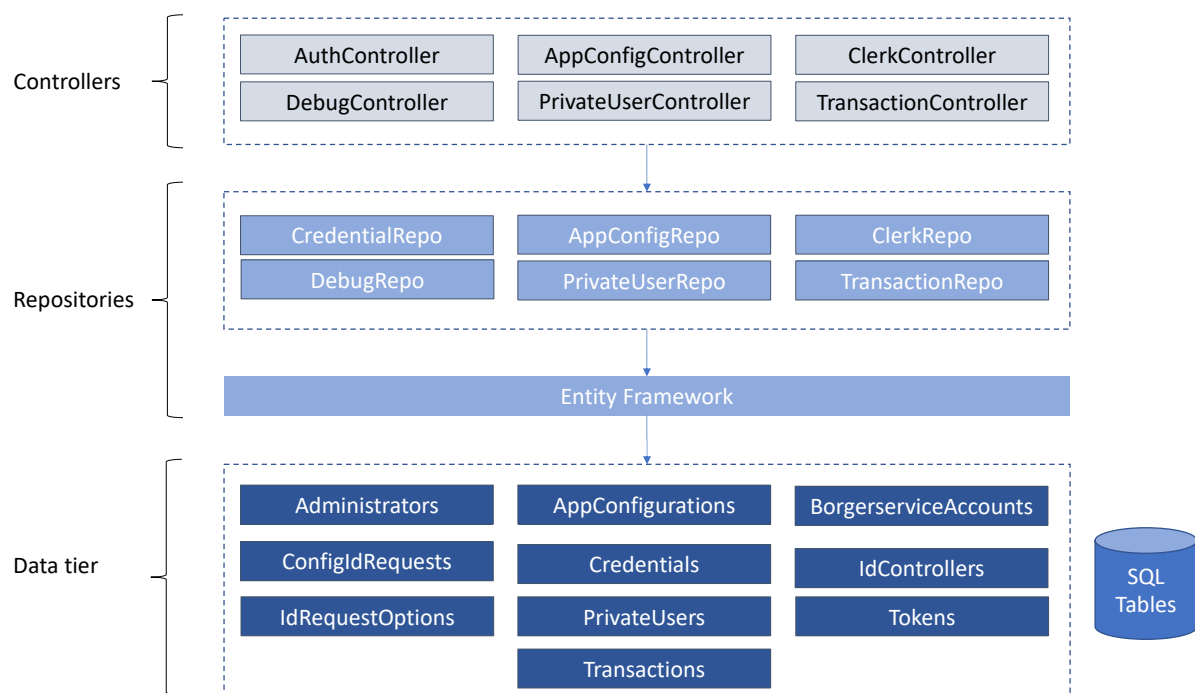 Controllers
AuthController
AppConfigController
ClerkController
DebugController
PrivateUserController
TransactionController
Repositories
CredentialRepo
AppConfigRepo
ClerkRepo
DebugRepo
PrivateUserRepo
TransactionRepo
Entity Framework
Data tier
Administrators
AppConfigurations
BorgerserviceAccounts
ConfigIdRequests
Credentials
IdControllers
IdRequestOptions
PrivateUsers
Tokens
Transactions
SQL
Tables